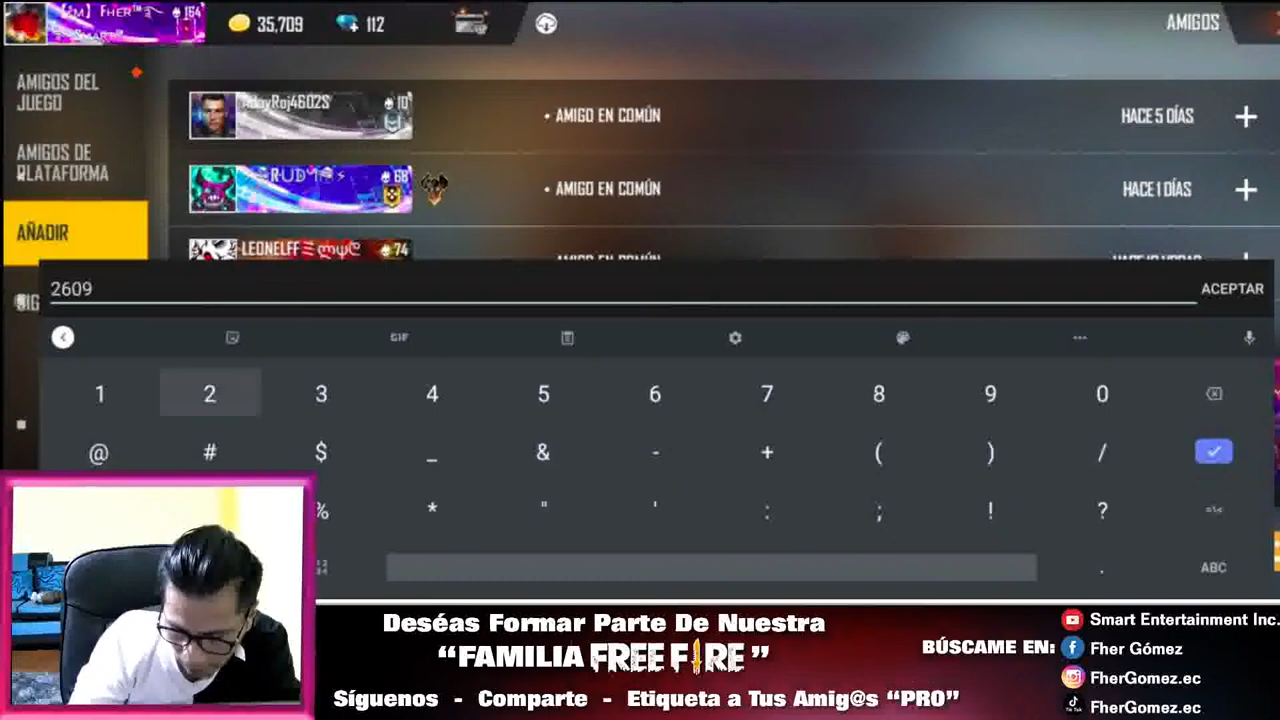 35,709
112
AMIGOS
AMIGOS DEL
JUEGO
AdayRoj4602S
10
• AMIGO EN COMÚN
HACE 5 DÍAS
AMIGOS DE
PLATAFORMA
68
• AMIGO EN COMÚN
HACE 1 DÍAS
AÑADIR
LEONELFF
74
2609
ACEPTAR
GIF
1 2 3 4 5 6 7 8 9 0
@ # $ _ & - + ( ) /
% * " ' : ; ! ?
. ABC
Deséas Formar Parte De Nuestra
“FAMILIA FREE FIRE”
Síguenos - Comparte - Etiqueta a Tus Amig@s “PRO”
BÚSCAME EN:
Smart Entertainment Inc.
Fher Gómez
FherGomez.ec
FherGomez.ec